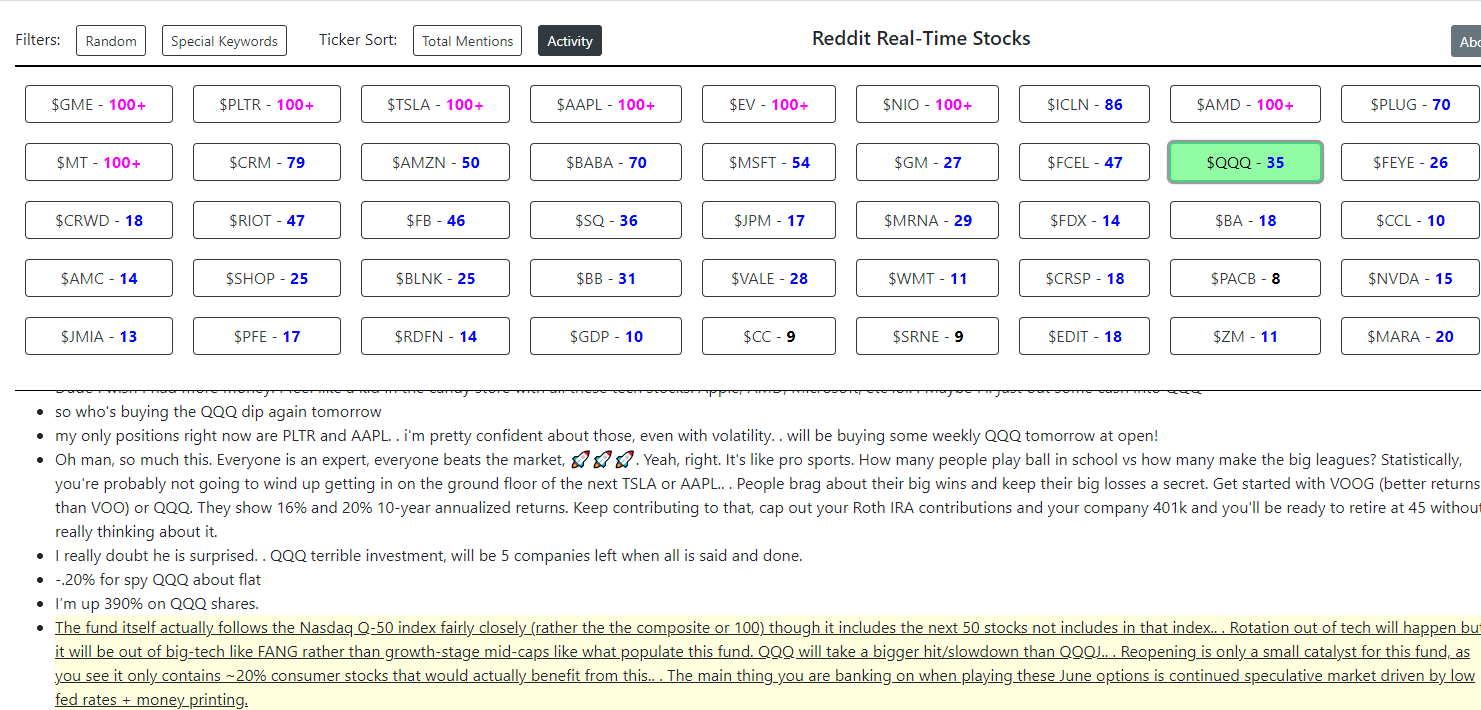 Filters: Random Special Keywords Ticker Sort: Total Mentions Activity Reddit Real-Time Stocks
$GME - 100+ $PLTR - 100+ $TSLA - 100+ $AAPL - 100+ $EV - 100+ $NIO - 100+ $ICLN - 86 $AMD - 100+ $PLUG - 70
$MT - 100+ $CRM - 79 $AMZN - 50 $BABA - 70 $MSFT - 54 $GM - 27 $FCEL - 47 $QQQ - 35 $FEYE - 26
$CRWD - 18 $RIOT - 47 $FB - 46 $SQ - 36 $JPM - 17 $MRNA - 29 $FDX - 14 $BA - 18 $CCL - 10
$AMC - 14 $SHOP - 25 $BLNK - 25 $BB - 31 $VALE - 28 $WMT - 11 $CRSP - 18 $PACB - 8 $NVDA - 15
$JMIA - 13 $PFE - 17 $RDFN - 14 $GDP - 10 $CC - 9 $SRNE - 9 $EDIT - 18 $ZM - 11 $MARA - 20
so who's buying the QQQ dip again tomorrow
my only positions right now are PLTR and AAPL. . i'm pretty confident about those, even with volatility. . will be buying some weekly QQQ tomorrow at open!
Oh man, so much this. Everyone is an expert, everyone beats the market, 🚀🚀🚀. Yeah, right. It's like pro sports. How many people play ball in school vs how many make the big leagues? Statistically,
you're probably not going to wind up getting in on the ground floor of the next TSLA or AAPL.. . People brag about their big wins and keep their big losses a secret. Get started with VOOG (better returns
than VOO) or QQQ. They show 16% and 20% 10-year annualized returns. Keep contributing to that, cap out your Roth IRA contributions and your company 401k and you'll be ready to retire at 45 without
really thinking about it.
I really doubt he is surprised. . QQQ terrible investment, will be 5 companies left when all is said and done.
-.20% for spy QQQ about flat
I'm up 390% on QQQ shares.
The fund itself actually follows the Nasdaq Q-50 index fairly closely (rather the the composite or 100) though it includes the next 50 stocks not includes in that index.. . Rotation out of tech will happen but
it will be out of big-tech like FANG rather than growth-stage mid-caps like what populate this fund. QQQ will take a bigger hit/slowdown than QQQJ.. . Reopening is only a small catalyst for this fund, as
you see it only contains ~20% consumer stocks that would actually benefit from this.. . The main thing you are banking on when playing these June options is continued speculative market driven by low
fed rates + money printing.